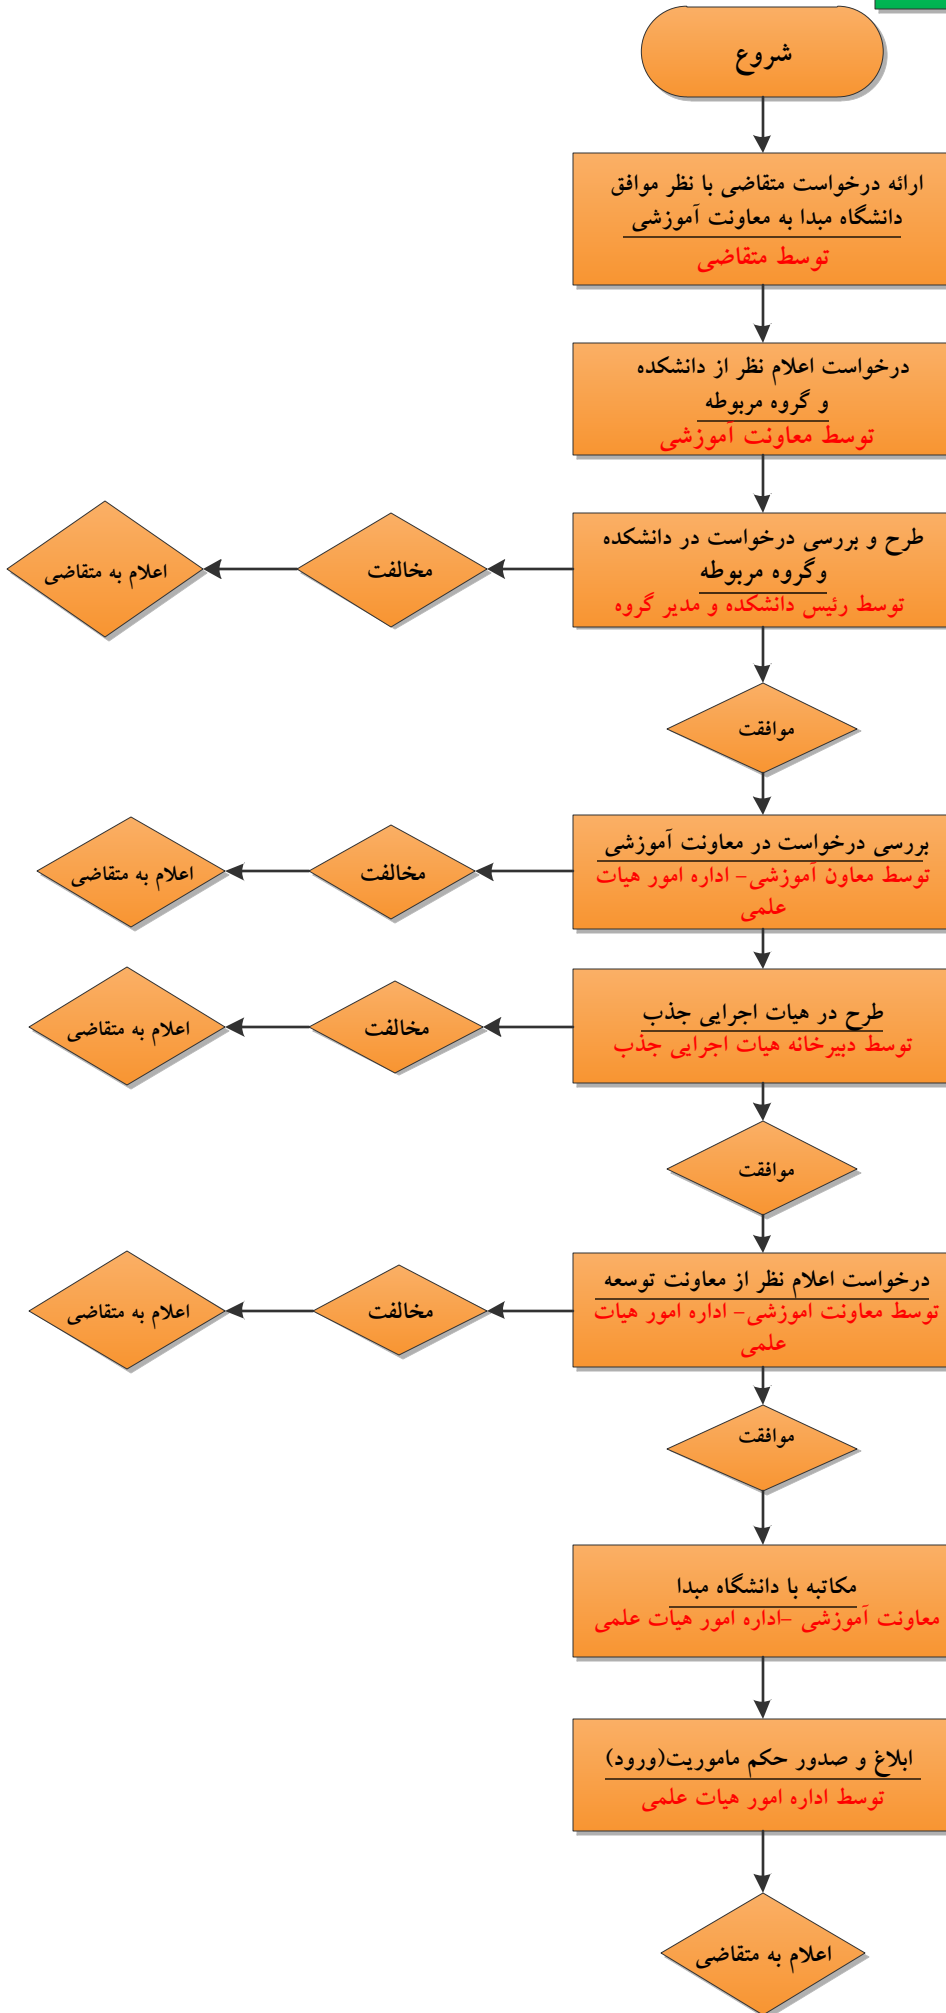 شروع
ارائه درخواست متقاضی با نظر موافق
دانشگاه مبدا به معاونت آموزشی
توسط متقاضی
درخواست اعلام نظر از دانشکده
و گروه مربوطه
توسط معاونت آموزشی
طرح و بررسی درخواست در دانشکده
وگروه مربوطه
توسط رئیس دانشکده و مدیر گروه
مخالفت
اعلام به متقاضی
موافقت
بررسی درخواست در معاونت آموزشی
توسط معاون آموزشی- اداره امور هیات
علمی
مخالفت
اعلام به متقاضی
طرح در هیات اجرایی جذب
توسط دبیرخانه هیات اجرایی جذب
مخالفت
اعلام به متقاضی
موافقت
درخواست اعلام نظر از معاونت توسعه
توسط معاونت اموزشی- اداره امور هیات
علمی
مخالفت
اعلام به متقاضی
موافقت
مکاتبه با دانشگاه مبدا
معاونت آموزشی –اداره امور هیات علمی
ابلاغ و صدور حکم ماموریت(ورود)
توسط اداره امور هیات علمی
اعلام به متقاضی